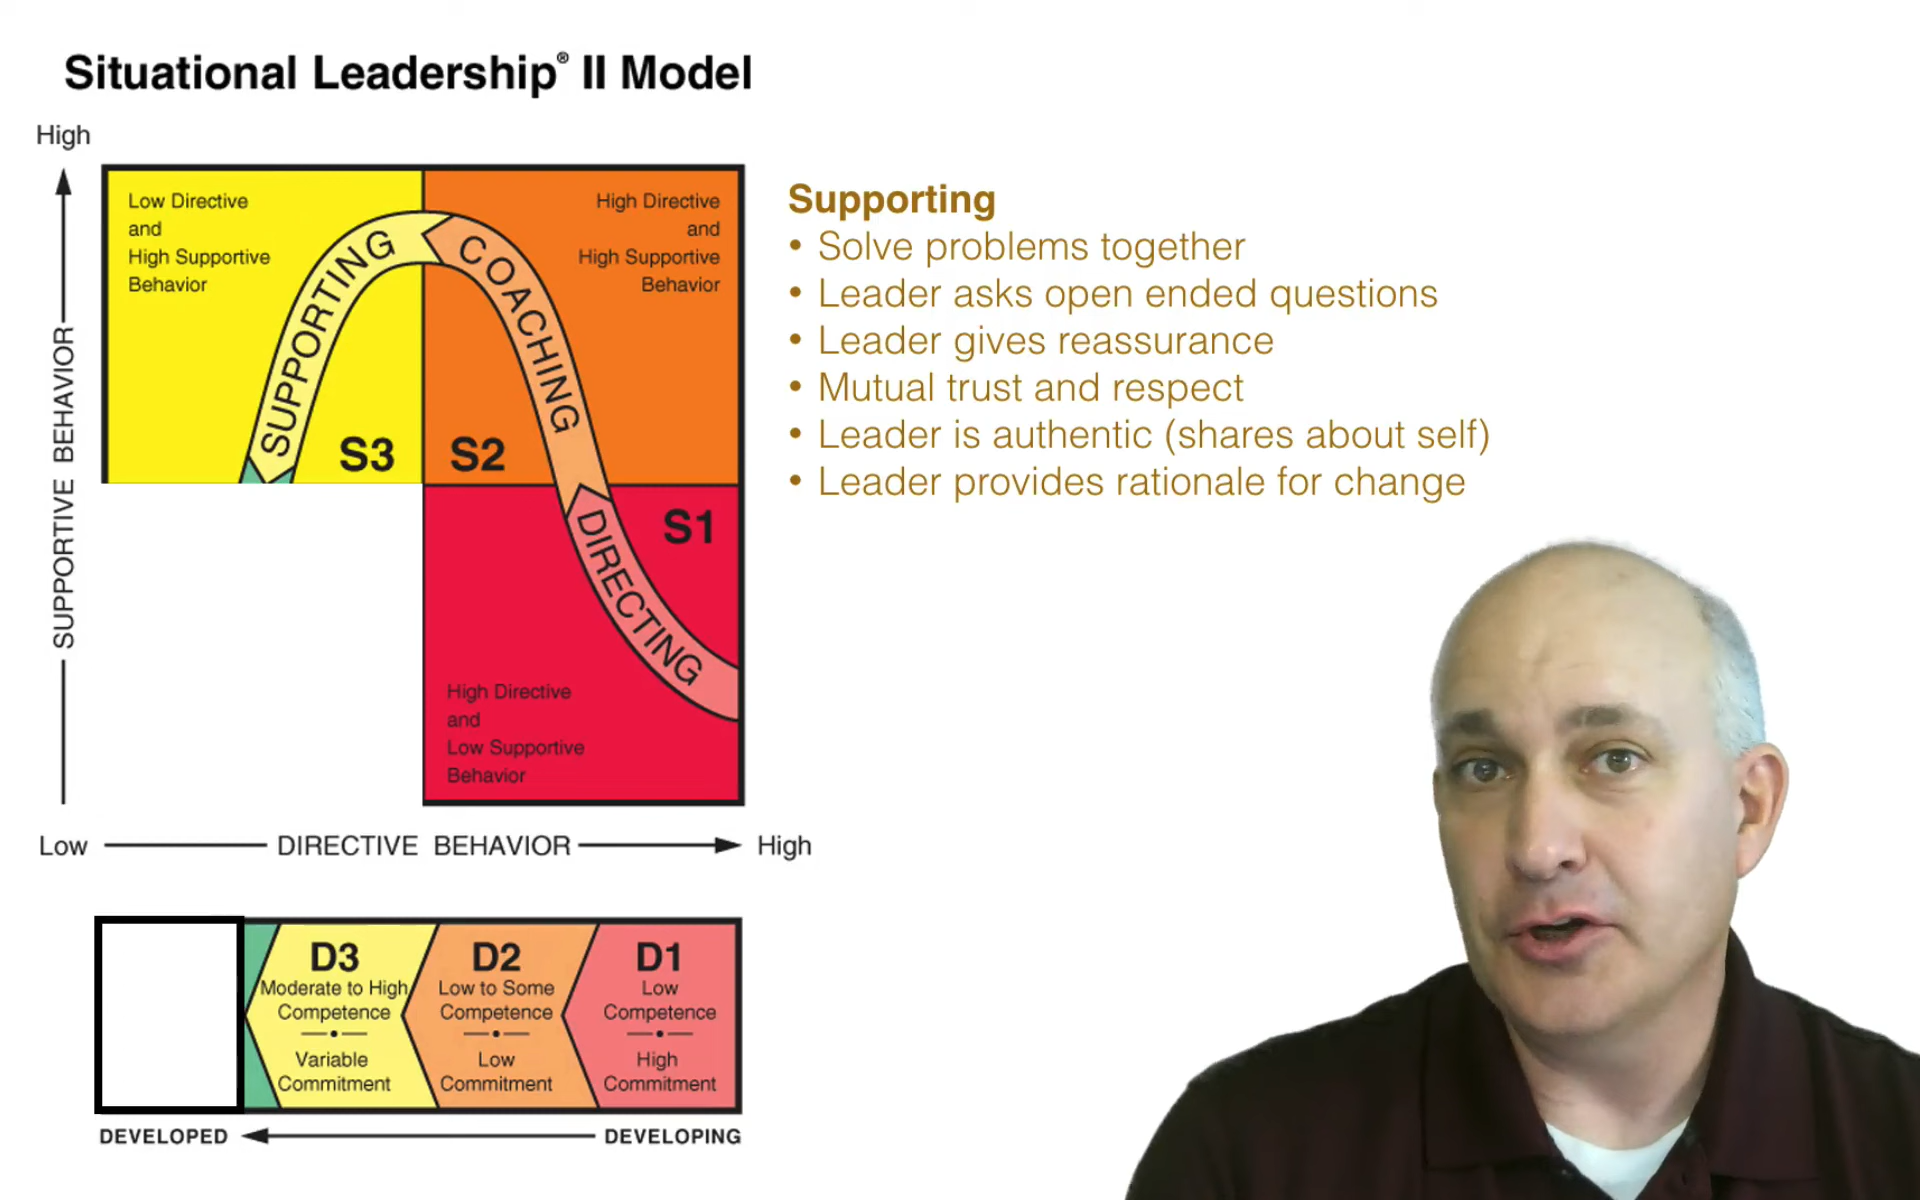 Situational Leadership® II Model
High
SUPPORTIVE BEHAVIOR
Low Directive
and
High Supportive
Behavior
SUPPORTING
S3
High Directive
and
High Supportive
Behavior
COACHING
S2
S1
DIRECTING
High Directive
and
Low Supportive
Behavior
Low
DIRECTIVE BEHAVIOR
High
Supporting
• Solve problems together
• Leader asks open ended questions
• Leader gives reassurance
• Mutual trust and respect
• Leader is authentic (shares about self)
• Leader provides rationale for change
D3
Moderate to High
Competence
Variable
Commitment
D2
Low to Some
Competence
Low
Commitment
D1
Low
Competence
High
Commitment
DEVELOPED
DEVELOPING